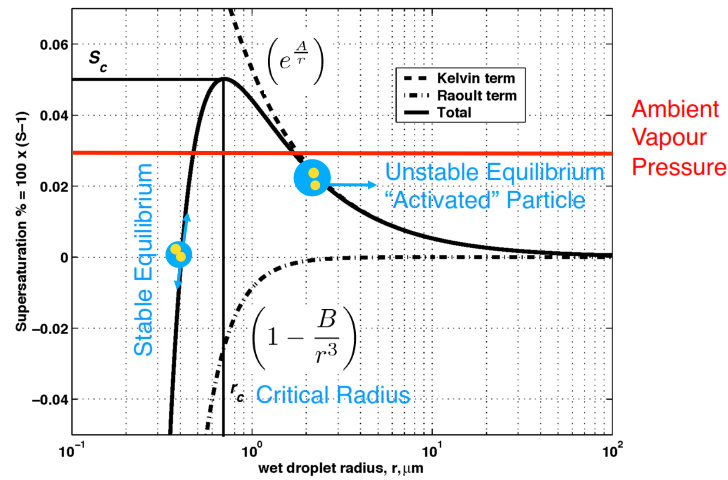 0.06
0.04
0.02
0
−0.02
−0.04
Supersaturation % = 100 x (S−1)
S_c
(e^{\frac{A}{r}})
Kelvin term
Raoult term
Total
Ambient
Vapour
Pressure
Unstable Equilibrium
“Activated” Particle
Stable Equilibrium
(1 − \frac{B}{r^3})
r_c Critical Radius
10^{−1}
10^0
10^1
10^2
wet droplet radius, r,μm